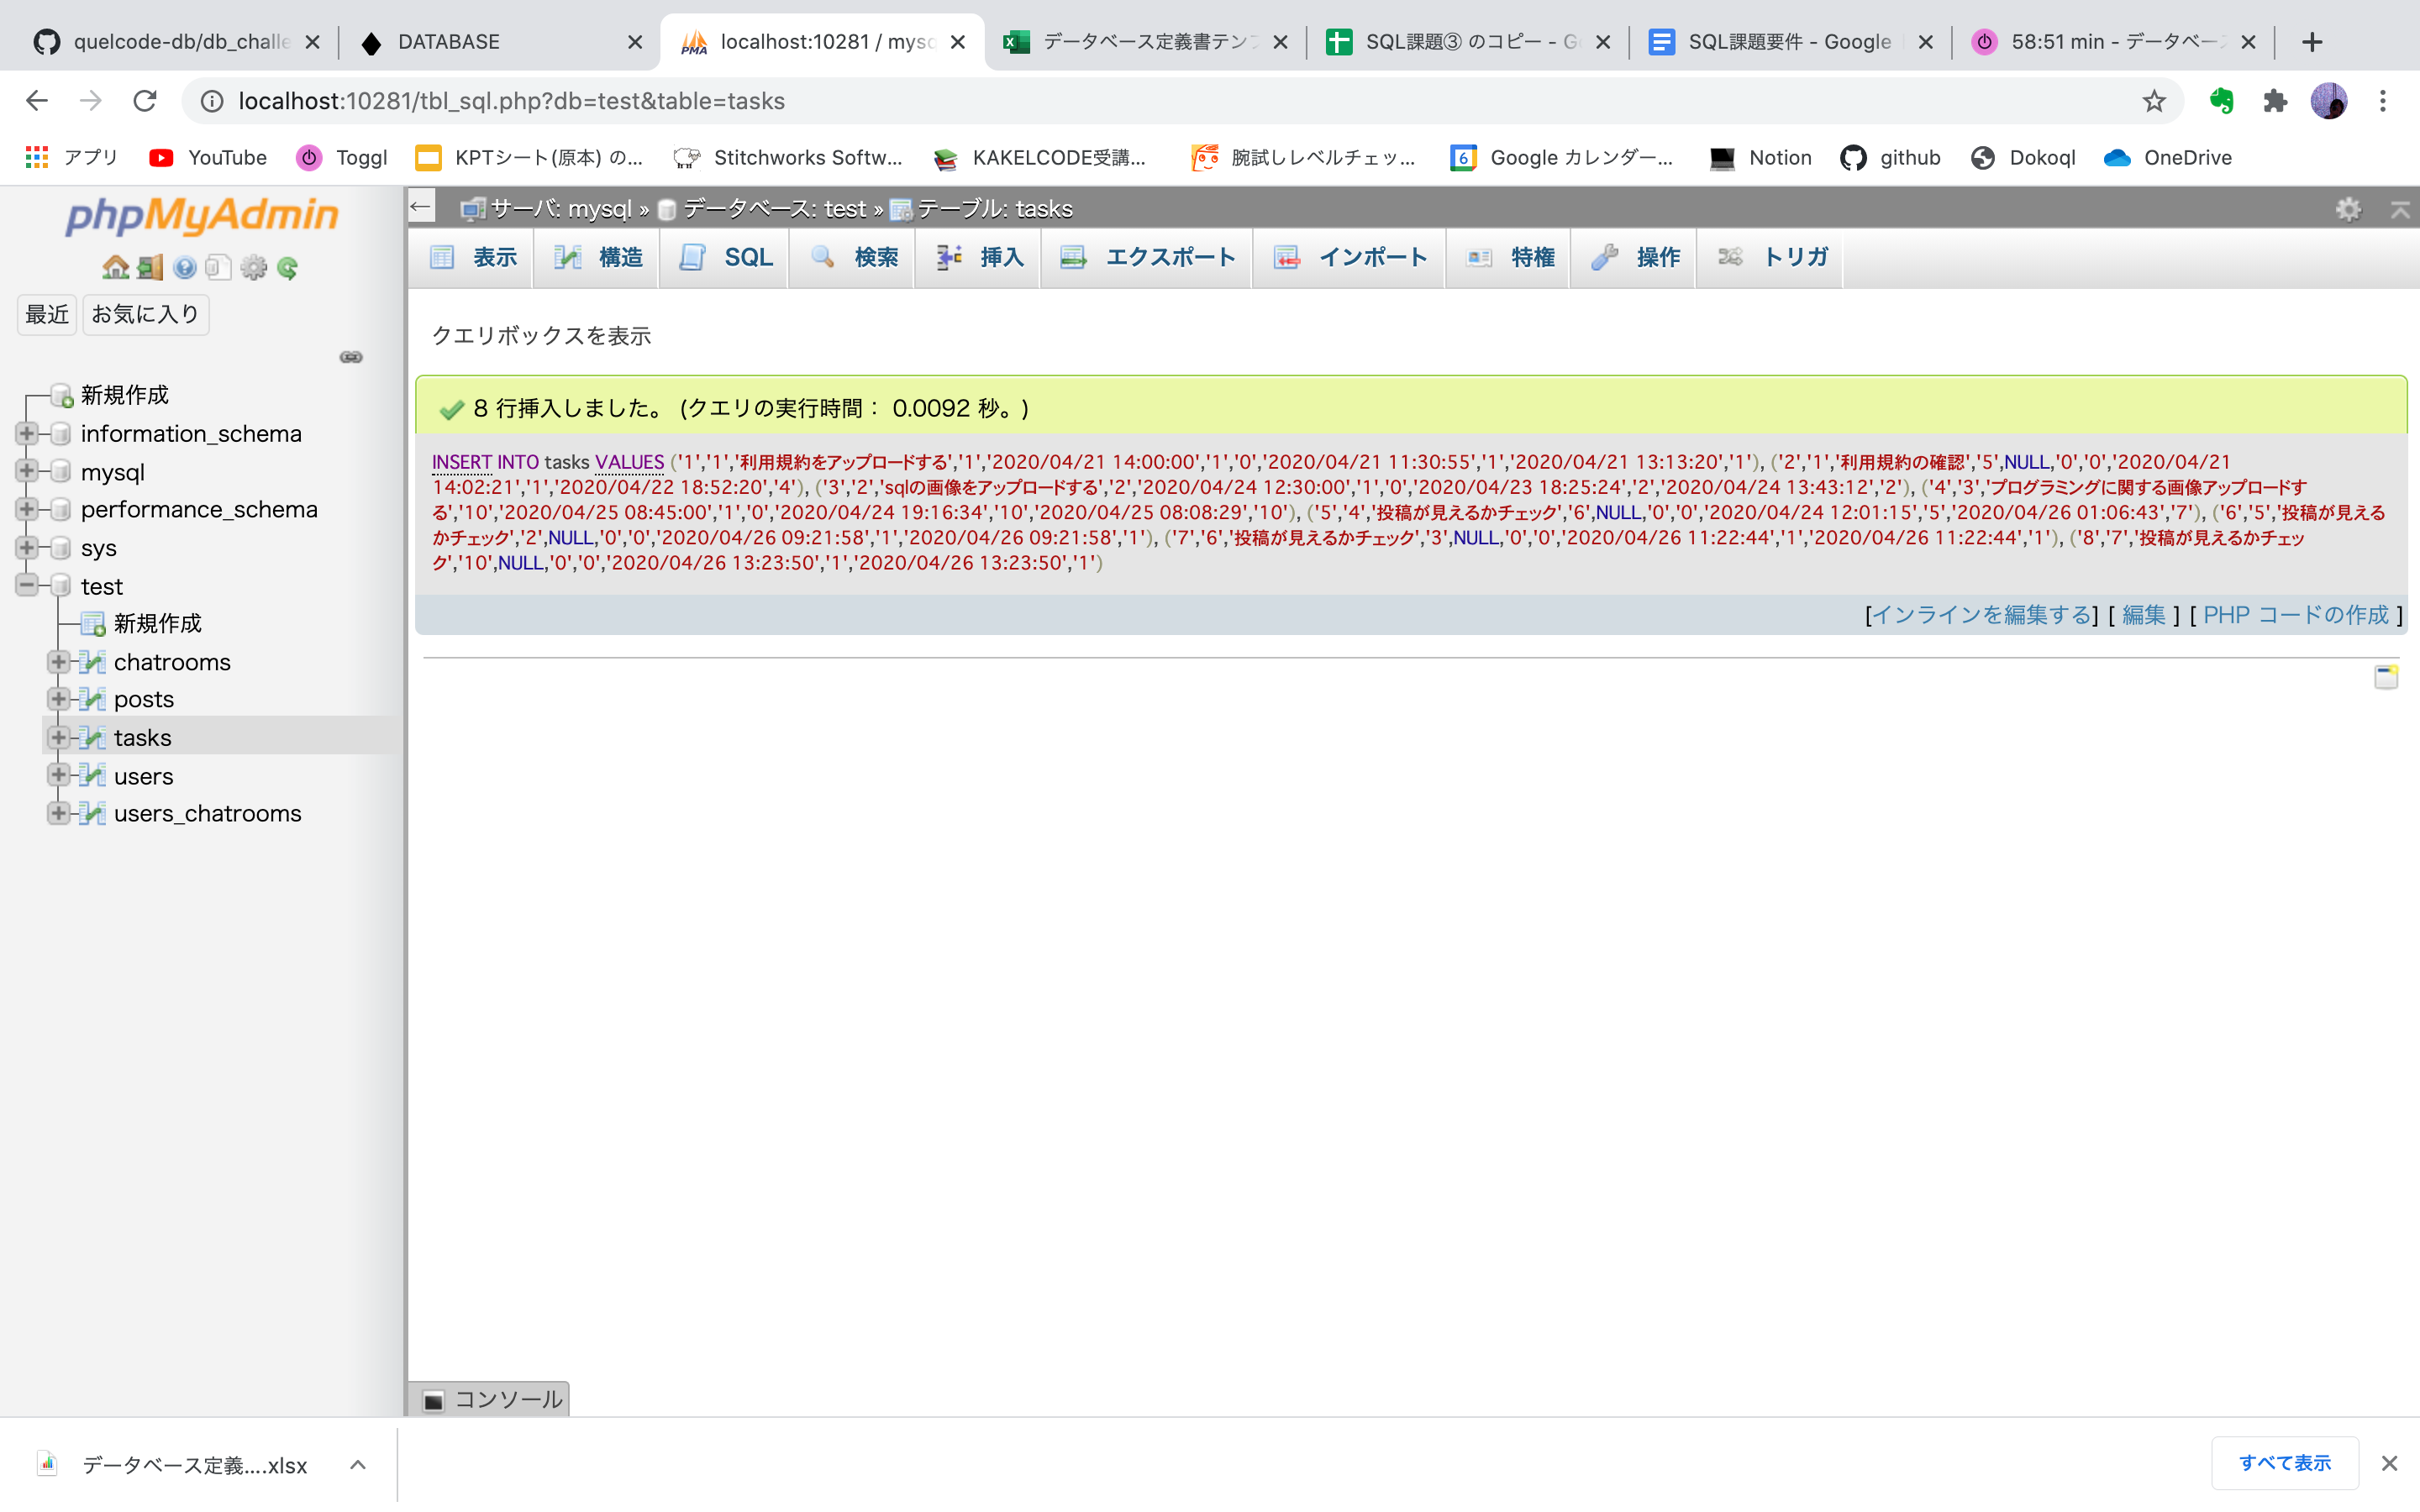 quelcode-db/db_challe
DATABASE
localhost:10281 / mysc
データベース定義書テンプ
SQL課題③ のコピー - Go
SQL課題要件 - Google
58:51 min - データベース
localhost:10281/tbl_sql.php?db=test&table=tasks
アプリ
YouTube
Toggl
KPTシート(原本) の...
Stitchworks Softw...
KAKELCODE受講...
腕試しレベルチェッ...
Google カレンダー...
Notion
github
Dokoql
OneDrive
phpMyAdmin
最近 お気に入り
新規作成
information_schema
mysql
performance_schema
sys
test
新規作成
chatrooms
posts
tasks
users
users_chatrooms
サーバ: mysql » データベース: test » テーブル: tasks
表示 構造 SQL 検索 挿入 エクスポート インポート 特権 操作 トリガ
クエリボックスを表示
8 行挿入しました。 (クエリの実行時間： 0.0092 秒。)
INSERT INTO tasks VALUES ('1','1','利用規約をアップロードする','1','2020/04/21 14:00:00','1','0','2020/04/21 11:30:55','1','2020/04/21 13:13:20','1'), ('2','1','利用規約の確認','5',NULL,'0','0','2020/04/21
14:02:21','1','2020/04/22 18:52:20','4'), ('3','2','sqlの画像をアップロードする','2','2020/04/24 12:30:00','1','0','2020/04/23 18:25:24','2','2020/04/24 13:43:12','2'), ('4','3','プログラミングに関する画像アップロードす
る','10','2020/04/25 08:45:00','1','0','2020/04/24 19:16:34','10','2020/04/25 08:08:29','10'), ('5','4','投稿が見えるかチェック','6',NULL,'0','0','2020/04/24 12:01:15','5','2020/04/26 01:06:43','7'), ('6','5','投稿が見える
かチェック','2',NULL,'0','0','2020/04/26 09:21:58','1','2020/04/26 09:21:58','1'), ('7','6','投稿が見えるかチェック','3',NULL,'0','0','2020/04/26 11:22:44','1','2020/04/26 11:22:44','1'), ('8','7','投稿が見えるかチェッ
ク','10',NULL,'0','0','2020/04/26 13:23:50','1','2020/04/26 13:23:50','1')
[インラインを編集する] [ 編集 ] [ PHP コードの作成 ]
コンソール
データベース定義....xlsx
すべて表示